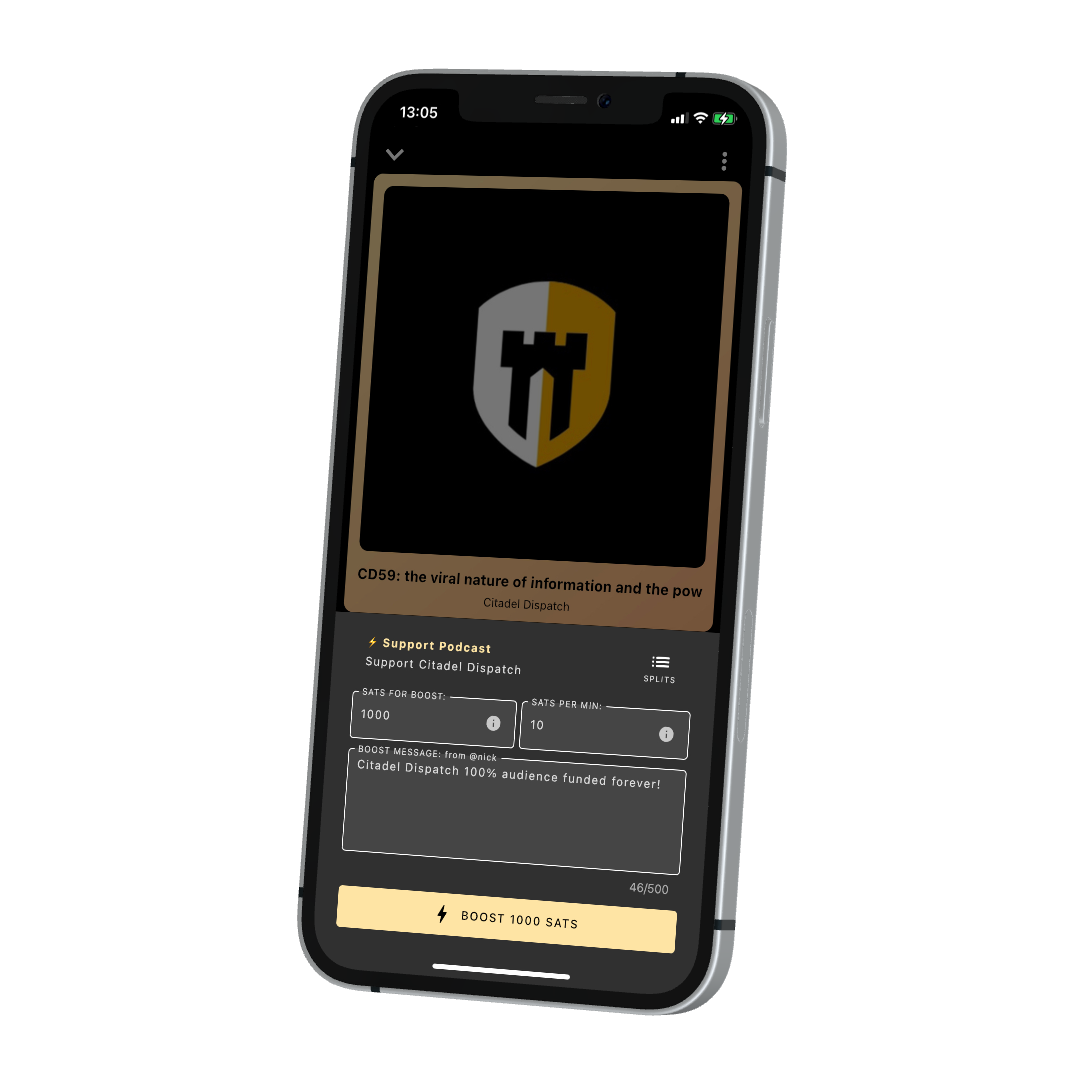 13:05
CD59: the viral nature of information and the pow
Citadel Dispatch
Support Podcast
Support Citadel Dispatch
SPLITS
SATS FOR BOOST:
1000
SATS PER MIN:
10
BOOST MESSAGE: from @nick
Citadel Dispatch 100% audience funded forever!
46/500
BOOST 1000 SATS